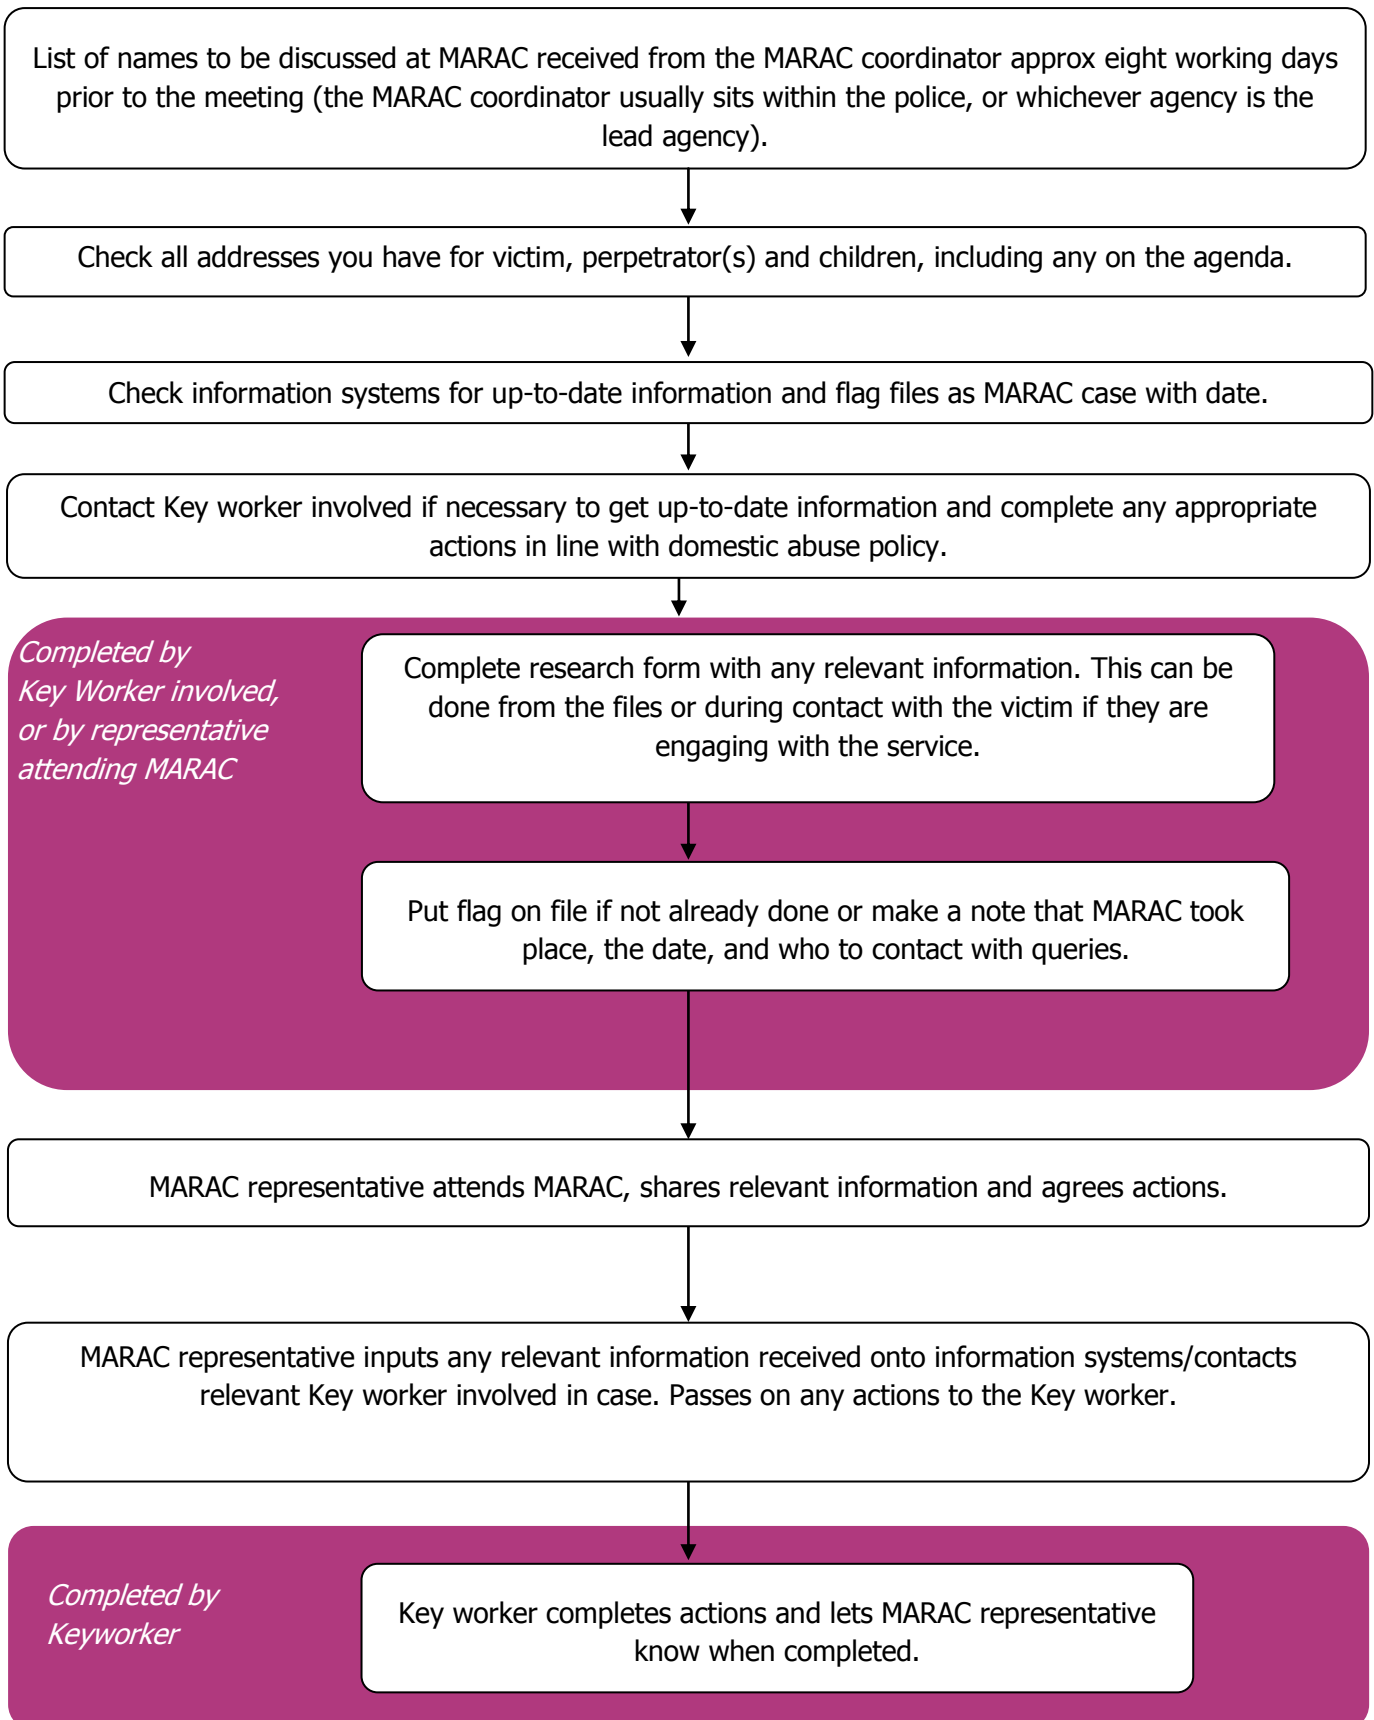 List of names to be discussed at MARAC received from the MARAC coordinator approx eight working days
prior to the meeting (the MARAC coordinator usually sits within the police, or whichever agency is the
lead agency).
Check all addresses you have for victim, perpetrator(s) and children, including any on the agenda.
Check information systems for up-to-date information and flag files as MARAC case with date.
Contact Key worker involved if necessary to get up-to-date information and complete any appropriate
actions in line with domestic abuse policy.
Completed by
Key Worker involved,
or by representative
attending MARAC
Complete research form with any relevant information. This can be
done from the files or during contact with the victim if they are
engaging with the service.
Put flag on file if not already done or make a note that MARAC took
place, the date, and who to contact with queries.
MARAC representative attends MARAC, shares relevant information and agrees actions.
MARAC representative inputs any relevant information received onto information systems/contacts
relevant Key worker involved in case. Passes on any actions to the Key worker.
Completed by
Keyworker
Key worker completes actions and lets MARAC representative
know when completed.